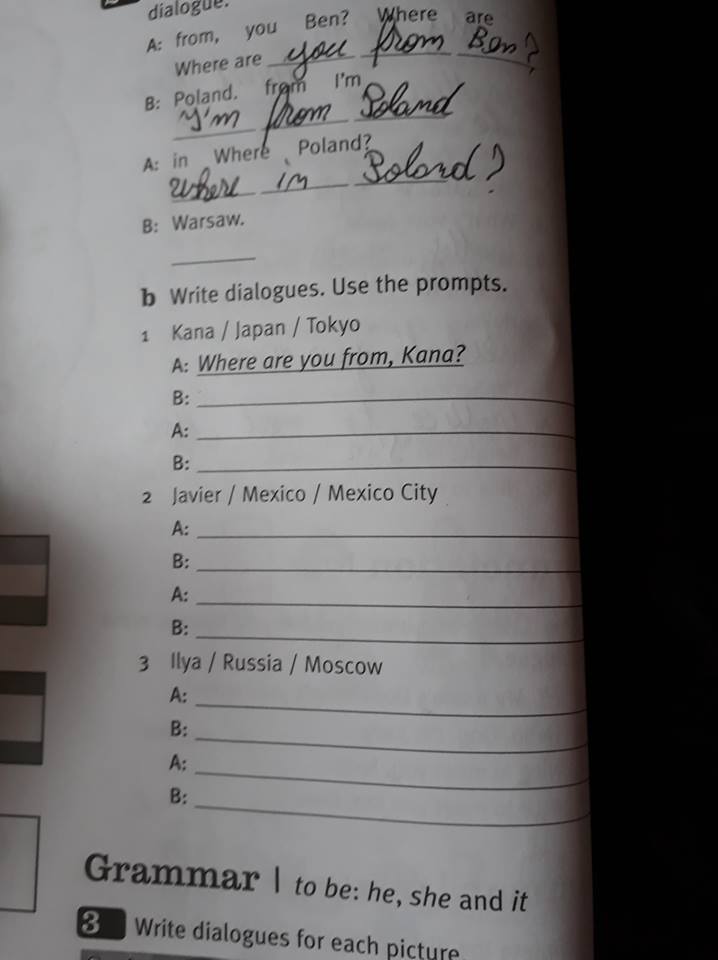 dialogue.
A: from, you Ben? Where are
Where are you from Ben?
B: Poland. from I'm
I'm from Poland
A: in Where Poland?
Where in Poland?
B: Warsaw.
b Write dialogues. Use the prompts.
1 Kana / Japan / Tokyo
A: Where are you from, Kana?
B:
A:
B:
2 Javier / Mexico / Mexico City
A:
B:
A:
B:
3 Ilya / Russia / Moscow
A:
B:
A:
B:
Grammar | to be: he, she and it
3 Write dialogues for each picture.